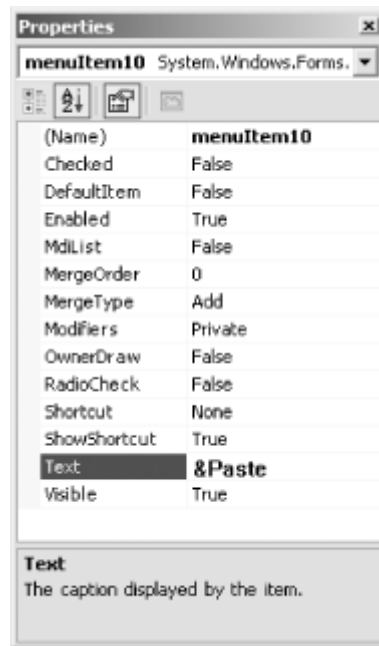 Properties
menuItem10 System.Windows.Forms.
(Name) menuItem10
Checked False
DefaultItem False
Enabled True
MdiList False
MergeOrder 0
MergeType Add
Modifiers Private
OwnerDraw False
RadioCheck False
Shortcut None
ShowShortcut True
Text &Paste
Visible True
Text
The caption displayed by the item.